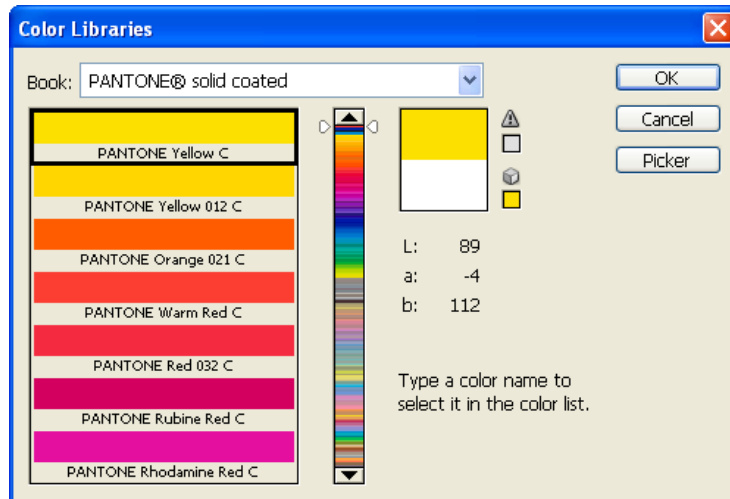 Color Libraries
Book: PANTONE® solid coated
OK
Cancel
Picker
PANTONE Yellow C
PANTONE Yellow 012 C
PANTONE Orange 021 C
PANTONE Warm Red C
PANTONE Red 032 C
PANTONE Rubine Red C
PANTONE Rhodamine Red C
L: 89
a: -4
b: 112
Type a color name to
select it in the color list.